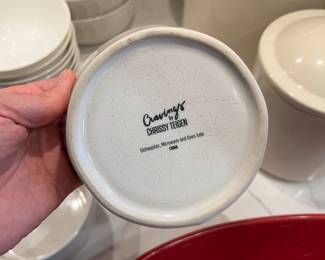 Cravings
by
CHRISSY TEIGEN
Dishwasher, Microwave and Oven Safe
CHINA